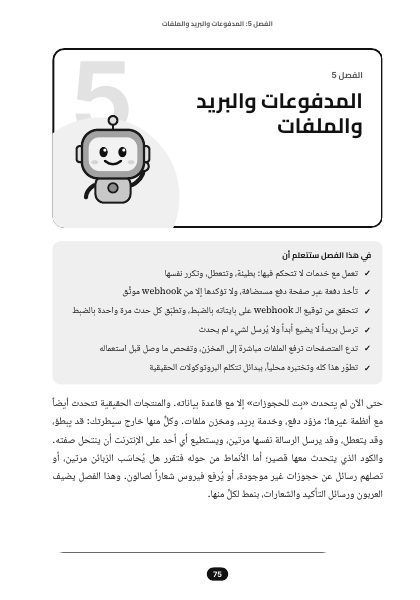 الفصل 5: المدفوعات والبريد والملفات
5
الفصل 5
المدفوعات والبريد
والملفات
في هذا الفصل ستتعلم أن
✓ تعمل مع خدمات لا تتحكم فيها: بطيئة، وتتعطل، وتكرر نفسها
✓ تأخذ دفعة عبر صفحة دفع مستضافة، ولا تؤكدها إلا من webhook موثّق
✓ تتحقق من توقيع الـ webhook على بايتاته بالضبط، وتطبّق كل حدث مرة واحدة بالضبط
✓ ترسل بريداً لا يضيع أبداً ولا يُرسل لشيء لم يحدث
✓ تدع المتصفحات ترفع الملفات مباشرة إلى المخزن، وتفحص ما وصل قبل استعماله
✓ تطوّر هذا كله وتختبره محلياً، ببدائل تتكلم البروتوكولات الحقيقية
حتى الآن لم يتحدث «بِت للحجوزات» إلا مع قاعدة بياناته. والمنتجات الحقيقية تتحدث أيضاً
مع أنظمة غيرها: مزوّد دفع، وخدمة بريد، ومخزن ملفات. وكلٌّ منها خارج سيطرتك: قد يبطؤ،
وقد يتعطل، وقد يرسل الرسالة نفسها مرتين، ويستطيع أي أحد على الإنترنت أن ينتحل صفته.
والكود الذي يتحدث معها قصير؛ أما الأنماط من حوله فتقرر هل يُحاسَب الزبائن مرتين، أو
تصلهم رسائل عن حجوزات غير موجودة، أو يُرفع فيروس شعاراً لصالون. وهذا الفصل يضيف
العربون ورسائل التأكيد والشعارات، بنمط لكلٍّ منها.
75